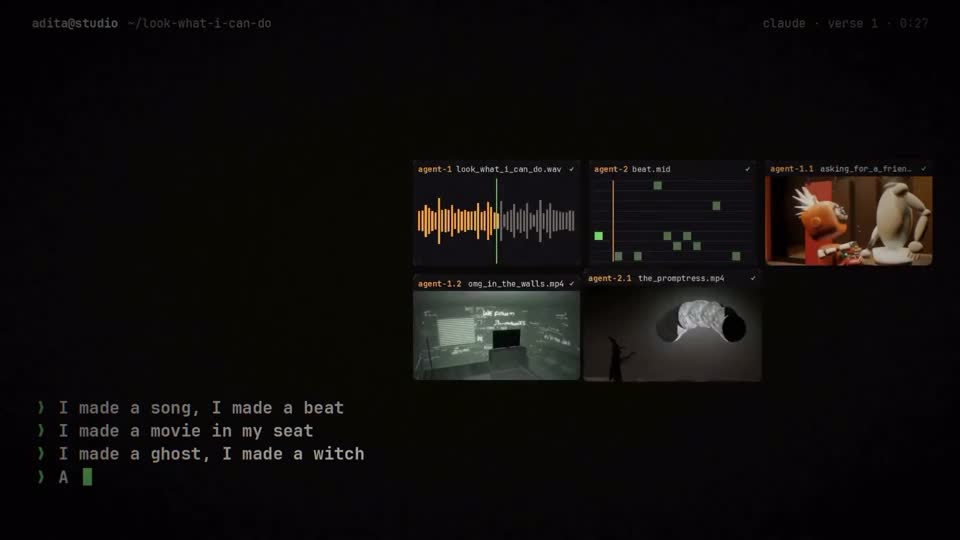 adita@studio ~/look-what-i-can-do
claude · verse 1 · 0:27
agent-1 look_what_i_can_do.wav ✓
agent-2 beat.mid ✓
agent-1.1 asking_for_a_frien… ✓
agent-1.2 omg_in_the_walls.mp4 ✓
agent-2.1 the_promptress.mp4 ✓
❯ I made a song, I made a beat
❯ I made a movie in my seat
❯ I made a ghost, I made a witch
❯ A